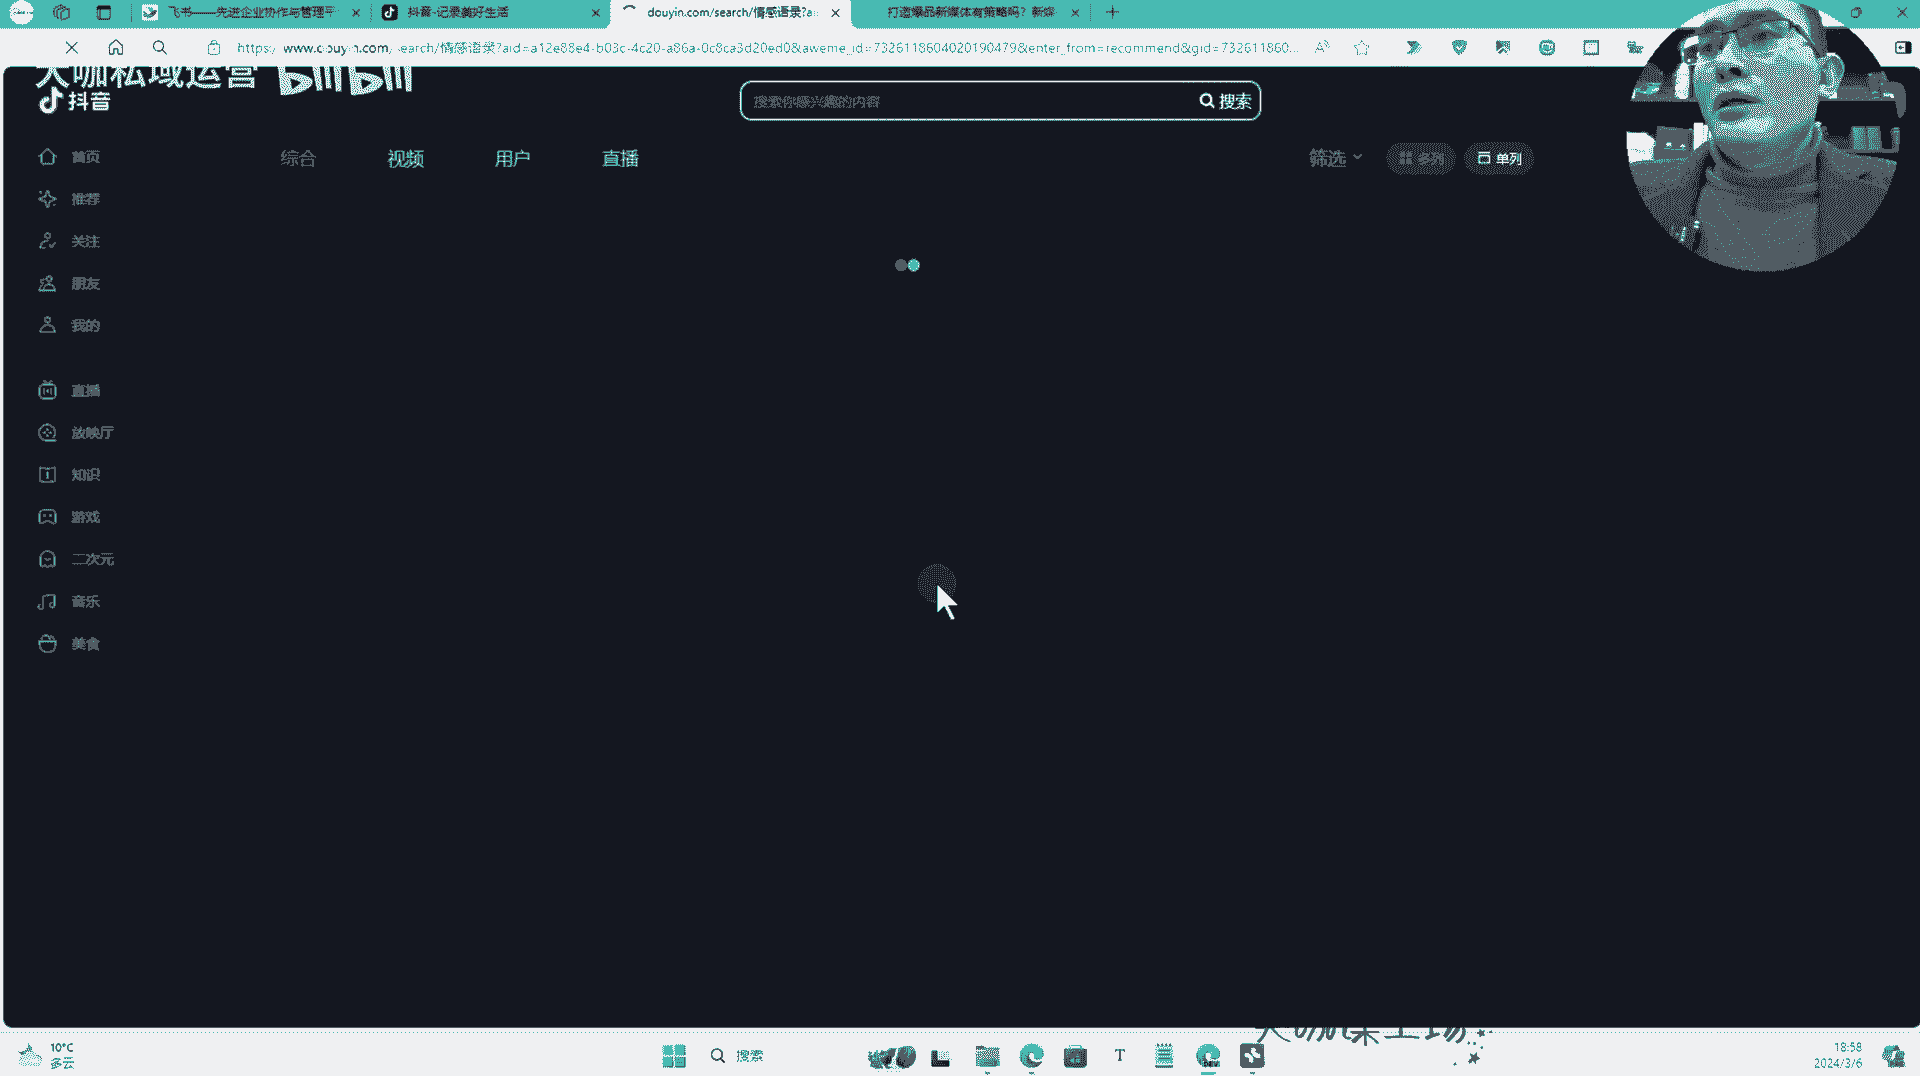 飞书——先进企业协作与管理平
抖音-记录美好生活
douyin.com/search/情感语录?a
打造爆品新媒体有策略吗？新媒
https://www.douyin.com/search/情感语录?aid=a12e88e4-b03c-4c20-a86a-0c8ca3d20ed0&aweme_id=7326118604020190479&enter_from=recommend&gid=732611860...
大咖私域运营 bilibili
抖音
搜索你感兴趣的内容
搜索
首页
综合
视频
用户
直播
筛选
多列
单列
推荐
关注
朋友
我的
直播
放映厅
知识
游戏
二次元
音乐
美食
10°C
多云
搜索
T
DEV
18:58
2024/3/6